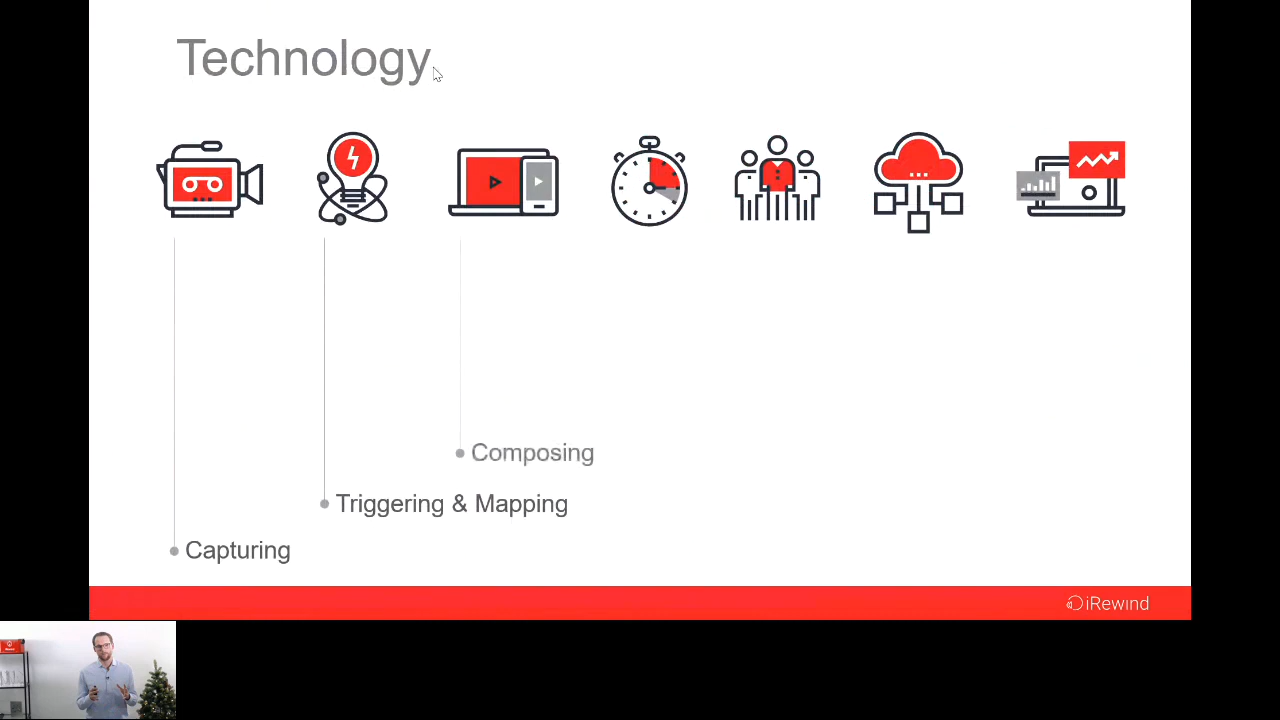 Technology
Composing
Triggering & Mapping
Capturing
iRewind